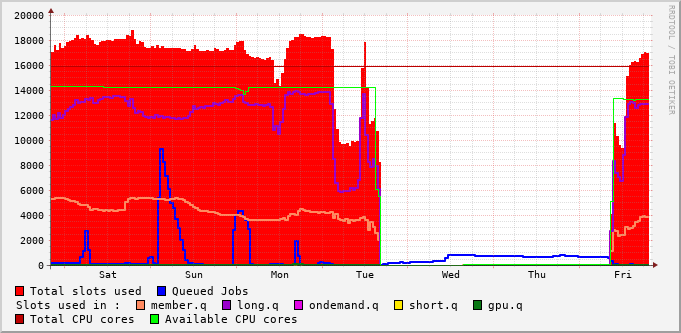 20000
18000
16000
14000
12000
10000
8000
6000
4000
2000
0
Sat Sun Mon Tue Wed Thu Fri
RRDTOOL / TOBI OETIKER
Total slots used Queued Jobs
Slots used in : member.q long.q ondemand.q short.q gpu.q
Total CPU cores Available CPU cores